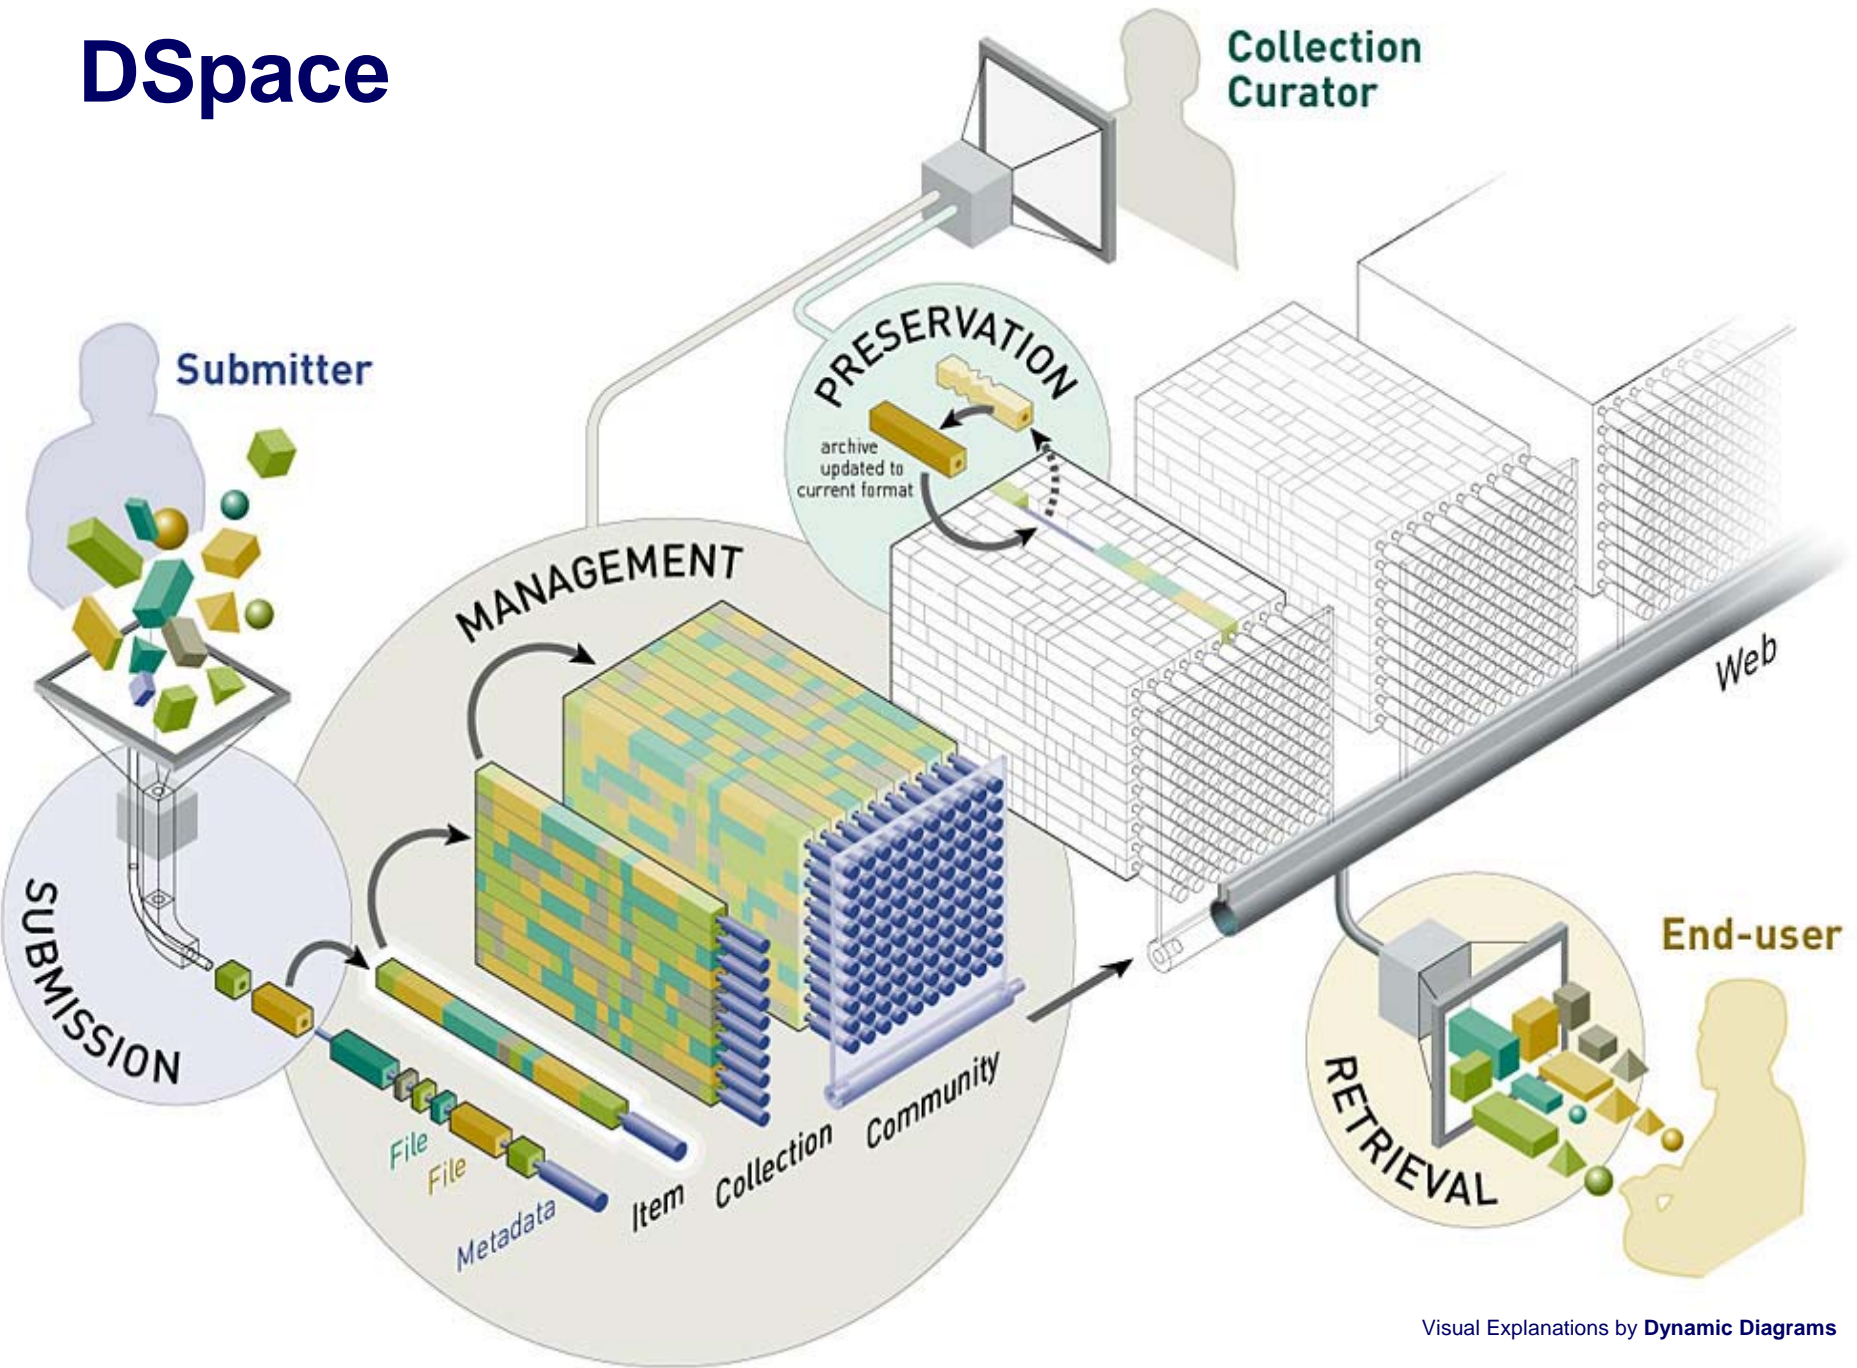 DSpace
Collection
Curator
Submitter
PRESERVATION
archive
updated to
current format
MANAGEMENT
Web
SUBMISSION
End-user
File
File
Metadata
Item
Collection
Community
RETRIEVAL
Visual Explanations by Dynamic Diagrams